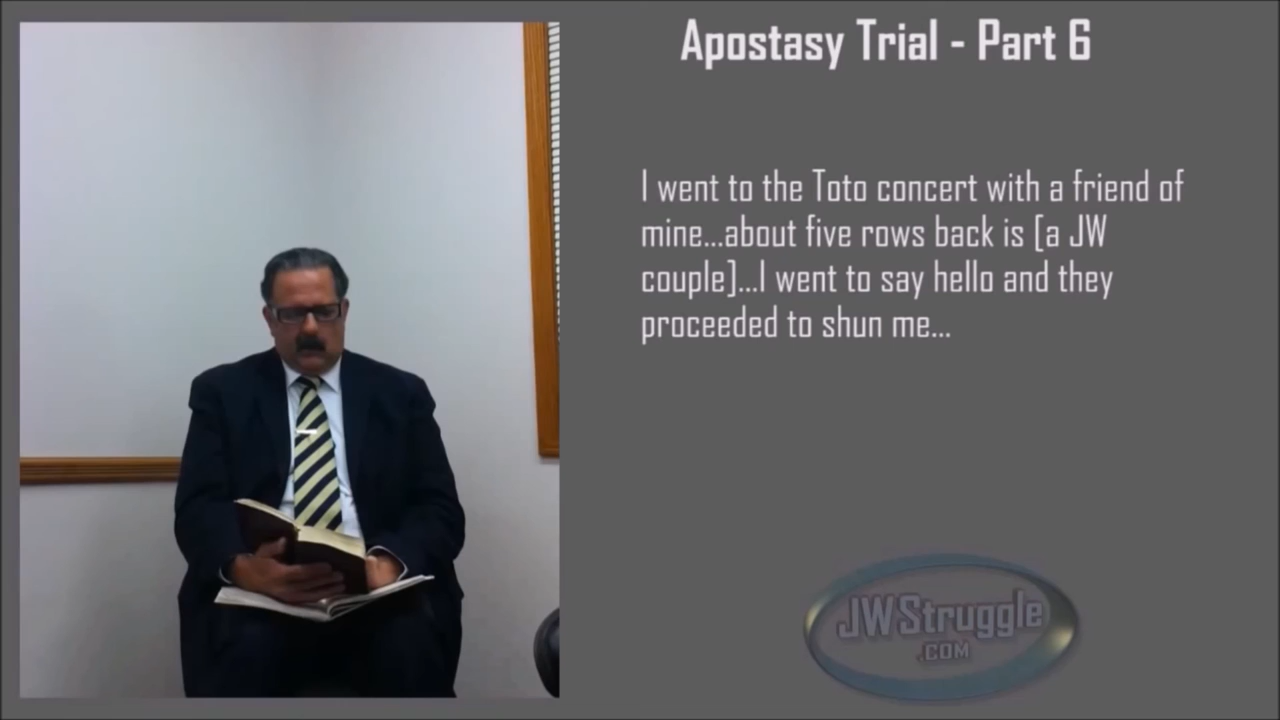 Apostasy Trial - Part 6
I went to the Toto concert with a friend of
mine...about five rows back is [a JW
couple]...I went to say hello and they
proceeded to shun me...
JWStruggle
.COM